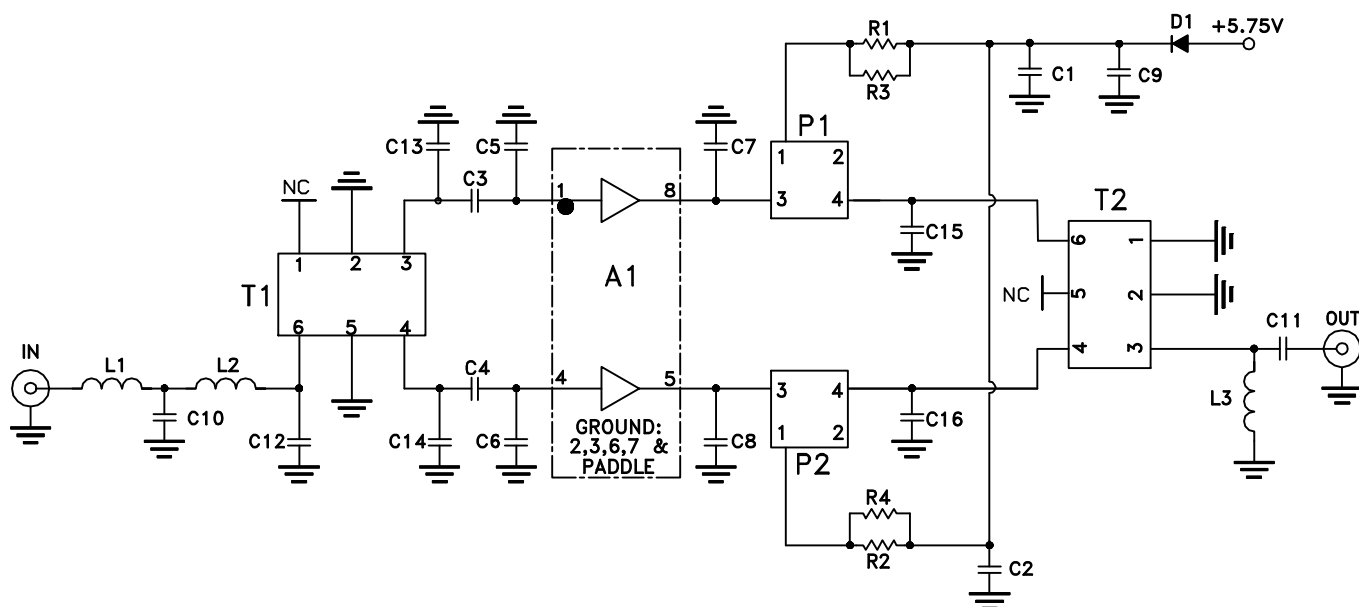 R1
D1
+5.75V
R3
C1
C9
P1
C13
C5
C7
1 2
NC
C3
1
8
3 4
T2
C15
6
1
1 2 3
A1
NC
5
2
T1
6 5 4
C11
OUT
IN
L1
L2
C4
4
3
4
3
4
5
L3
C10
C12
C14
C6
GROUND:
2,3,6,7 &
PADDLE
C8
1 2
C16
P2
R4
R2
C2